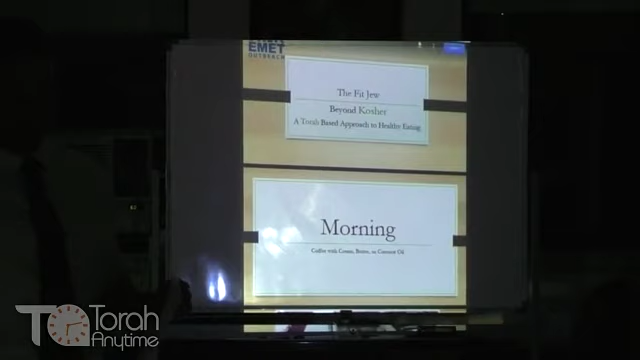 EMET
OUTREACH
The Fit Jew
Beyond Kosher
A Torah Based Approach to Healthy Eating
Morning
Coffee with Cream, Butter, or Coconut Oil
Torah
Anytime